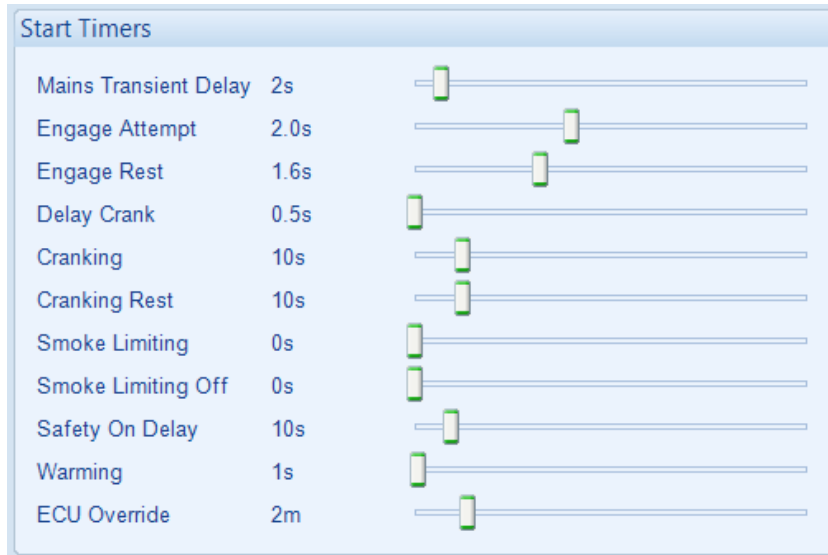 Start Timers
Mains Transient Delay 2s
Engage Attempt 2.0s
Engage Rest 1.6s
Delay Crank 0.5s
Cranking 10s
Cranking Rest 10s
Smoke Limiting 0s
Smoke Limiting Off 0s
Safety On Delay 10s
Warming 1s
ECU Override 2m